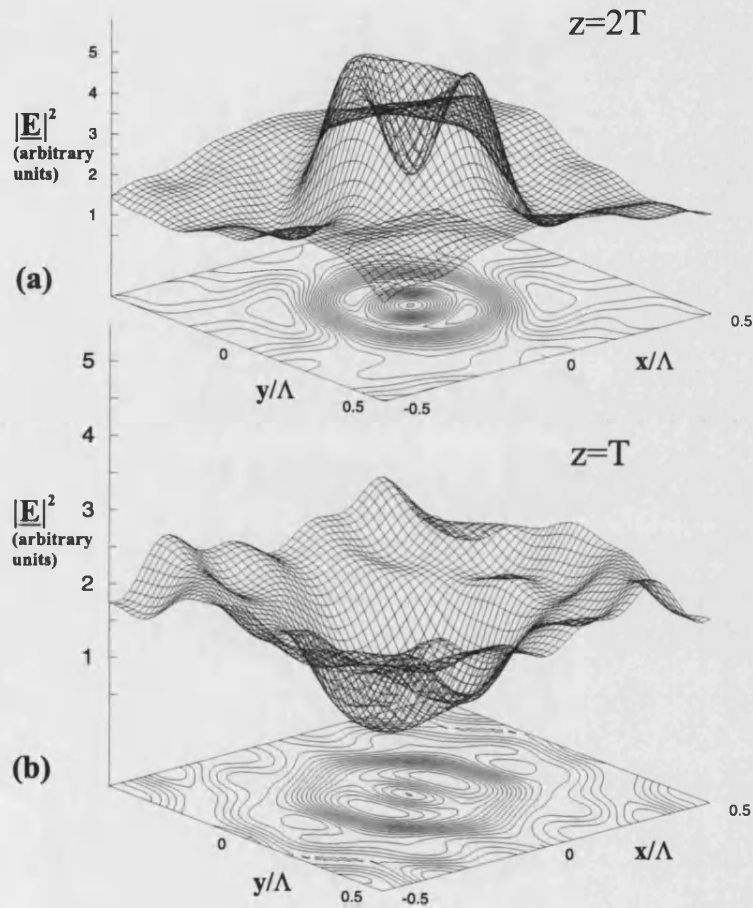 z=2T
5
4
3
2
1
|E|²
(arbitrary
units)
(a)
0
y/Λ
0.5
-0.5
0
x/Λ
0.5
z=T
5
4
3
2
1
|E|²
(arbitrary
units)
(b)
0
y/Λ
0.5
-0.5
0
x/Λ
0.5